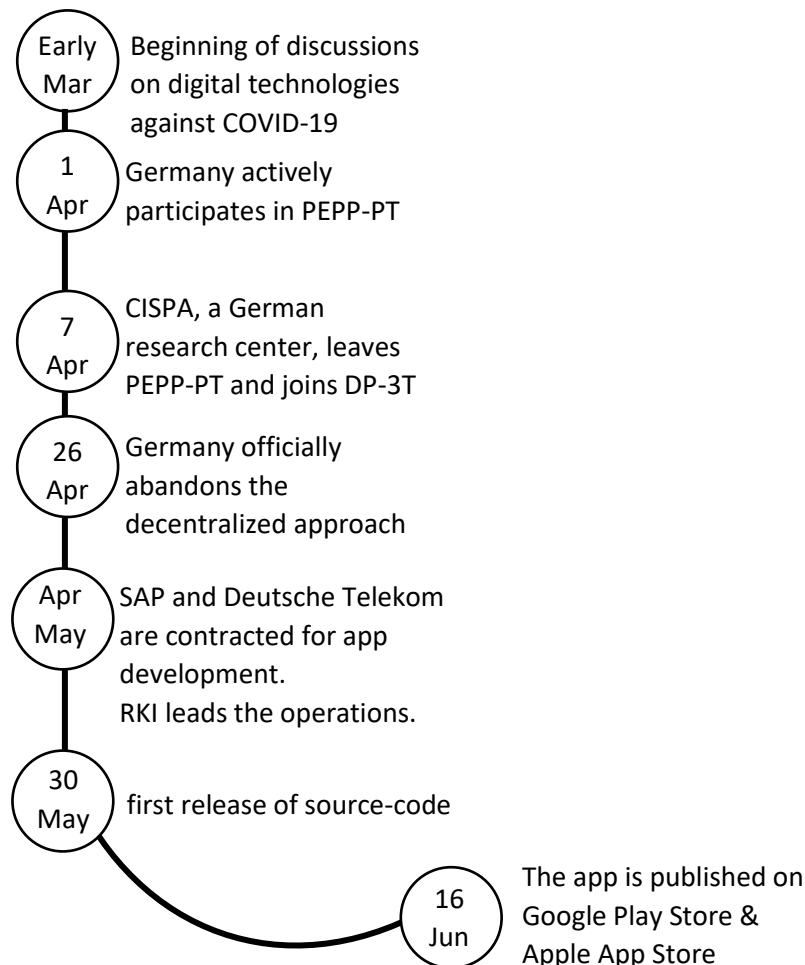 Early
Mar
Beginning of discussions
on digital technologies
against COVID-19
1
Apr
Germany actively
participates in PEPP-PT
7
Apr
CISPA, a German
research center, leaves
PEPP-PT and joins DP-3T
26
Apr
Germany officially
abandons the
decentralized approach
Apr
May
SAP and Deutsche Telekom
are contracted for app
development.
RKI leads the operations.
30
May
first release of source-code
16
Jun
The app is published on
Google Play Store &
Apple App Store